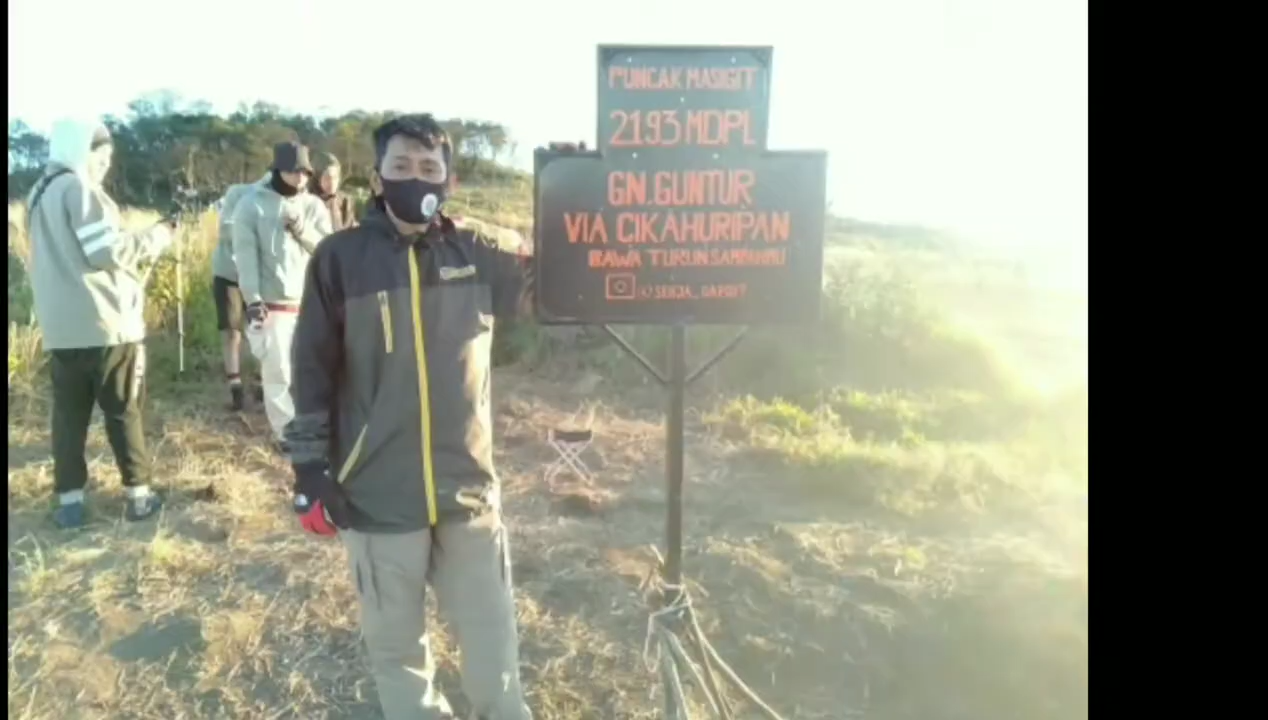 PUNCAK MASIGIT
2193 MDPL
GN.GUNTUR
VIA CIKAHURIPAN
BAWA TURUN SAMPAHMU